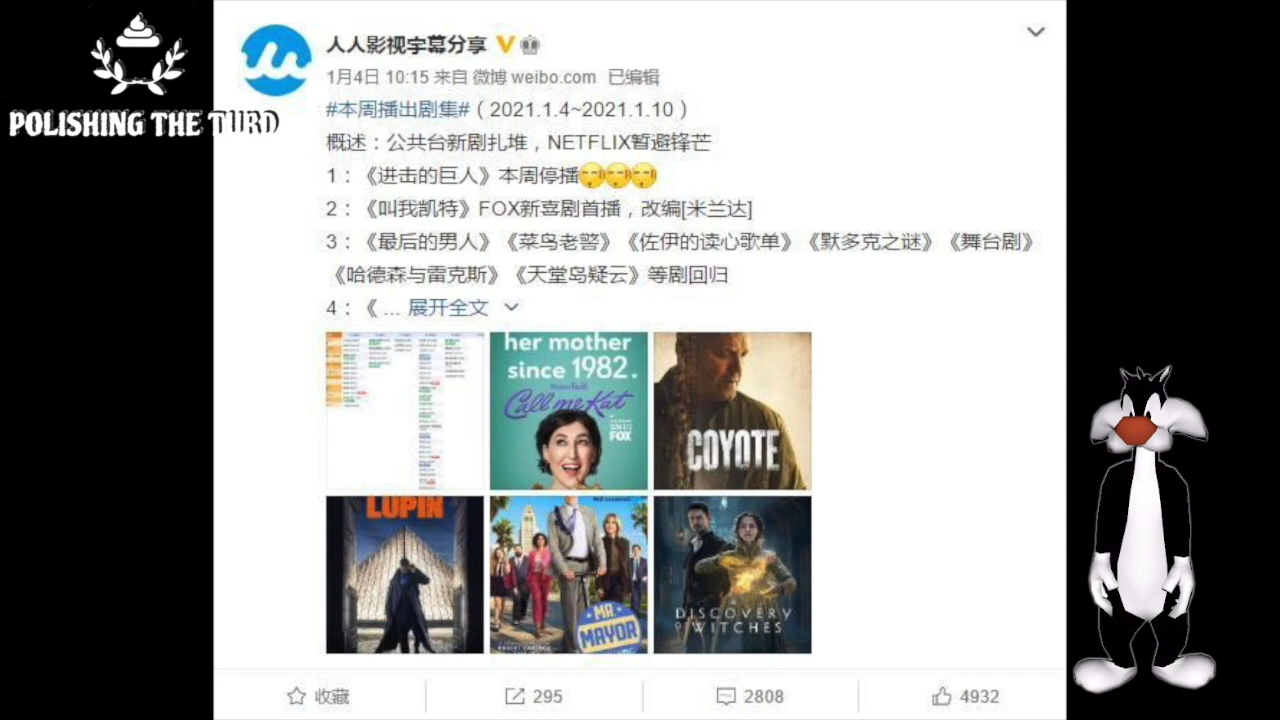 POLISHING THE TURD
人人影视字幕分享
1月4日 10:15 来自 微博 weibo.com 已编辑
#本周播出剧集#（2021.1.4~2021.1.10）
概述：公共台新剧扎堆，NETFLIX暂避锋芒
1：《进击的巨人》本周停播
2：《叫我凯特》FOX新喜剧首播，改编[米兰达]
3：《最后的男人》《菜鸟老警》《佐伊的读心歌单》《默多克之谜》《舞台剧》
《哈德森与雷克斯》《天堂岛疑云》等剧回归
4：《 ... 展开全文
her mother
since 1982.
Call me Kat
FOX
COYOTE
LUPIN
MR.
MAYOR
DISCOVERY
OF WITCHES
收藏
295
2808
4932